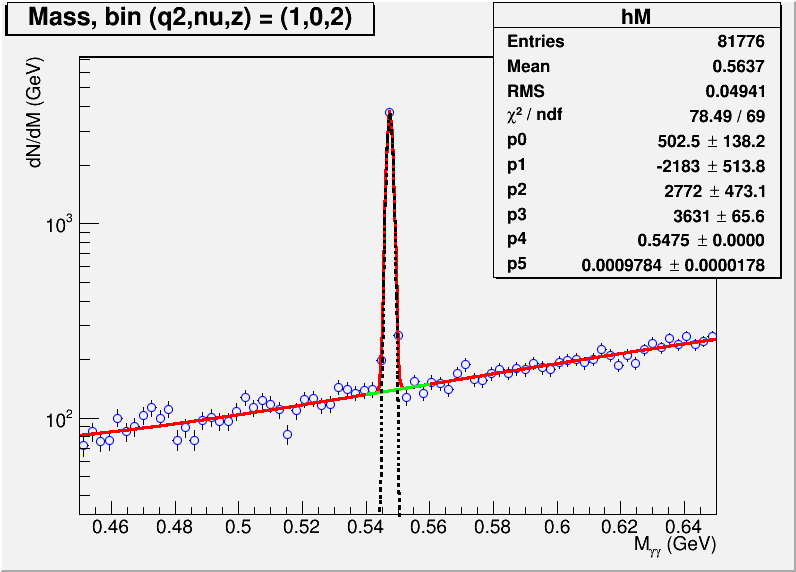 Mass, bin (q2,nu,z) = (1,0,2)
hM
Entries 81776
Mean 0.5637
RMS 0.04941
χ² / ndf 78.49 / 69
p0 502.5 ± 138.2
p1 -2183 ± 513.8
p2 2772 ± 473.1
p3 3631 ± 65.6
p4 0.5475 ± 0.0000
p5 0.0009784 ± 0.0000178
dN/dM (GeV)
10³
10²
0.46 0.48 0.5 0.52 0.54 0.56 0.58 0.6 0.62 0.64
Mγγ (GeV)